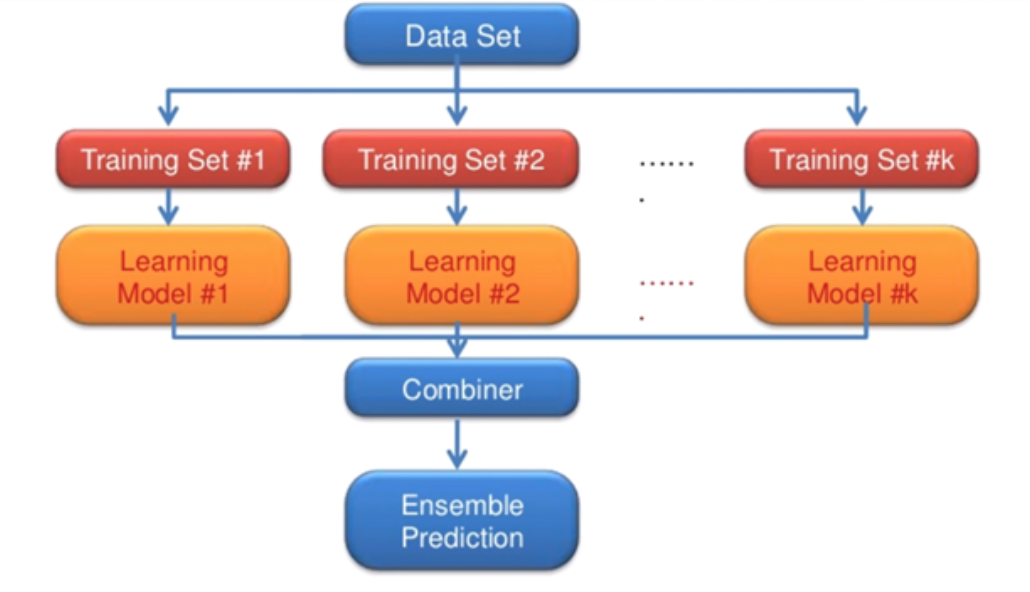 Data Set
Training Set #1
Training Set #2
.......
Training Set #k
Learning
Model #1
Learning
Model #2
.......
Learning
Model #k
Combiner
Ensemble
Prediction